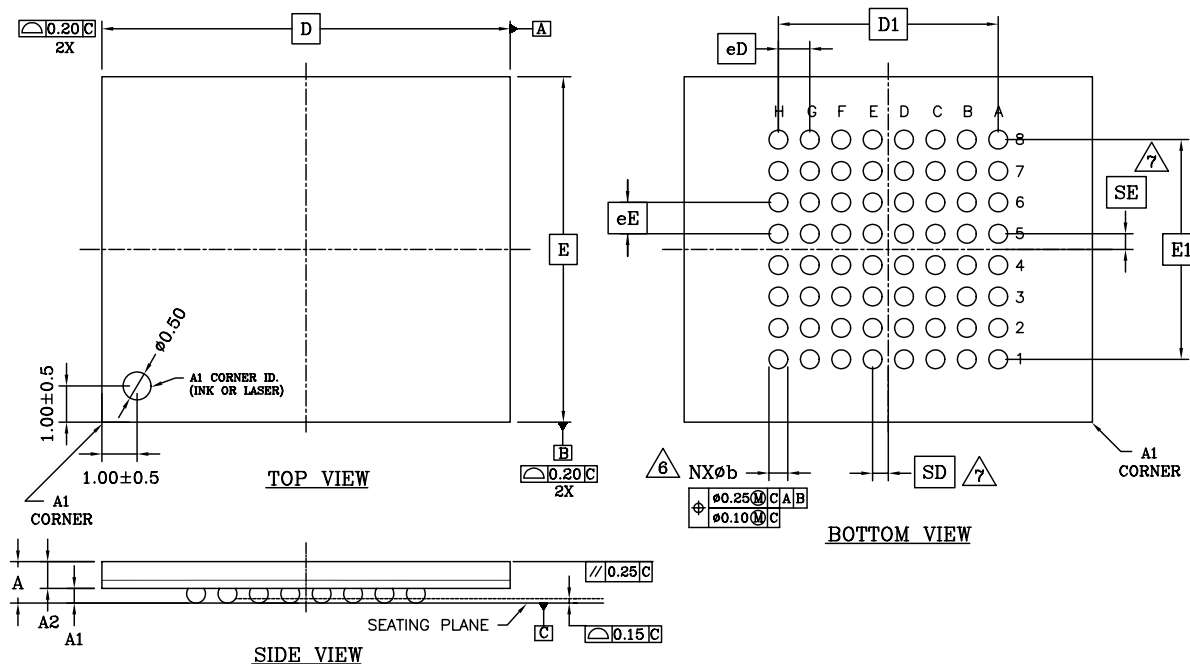 ⌓ 0.20 C
2X
D
A
E
ø0.50
A1 CORNER ID.
(INK OR LASER)
1.00±0.5
1.00±0.5
B
⌓ 0.20 C
2X
TOP VIEW
A1
CORNER
D1
eD
H G F E D C B A
8
7
6
5
4
3
2
1
7
SE
eE
E1
6
NXøb
SD
7
⌖ ø0.25 Ⓜ C A B
ø0.10 Ⓜ C
A1
CORNER
BOTTOM VIEW
A
A2
A1
// 0.25 C
SEATING PLANE
C
⌓ 0.15 C
SIDE VIEW